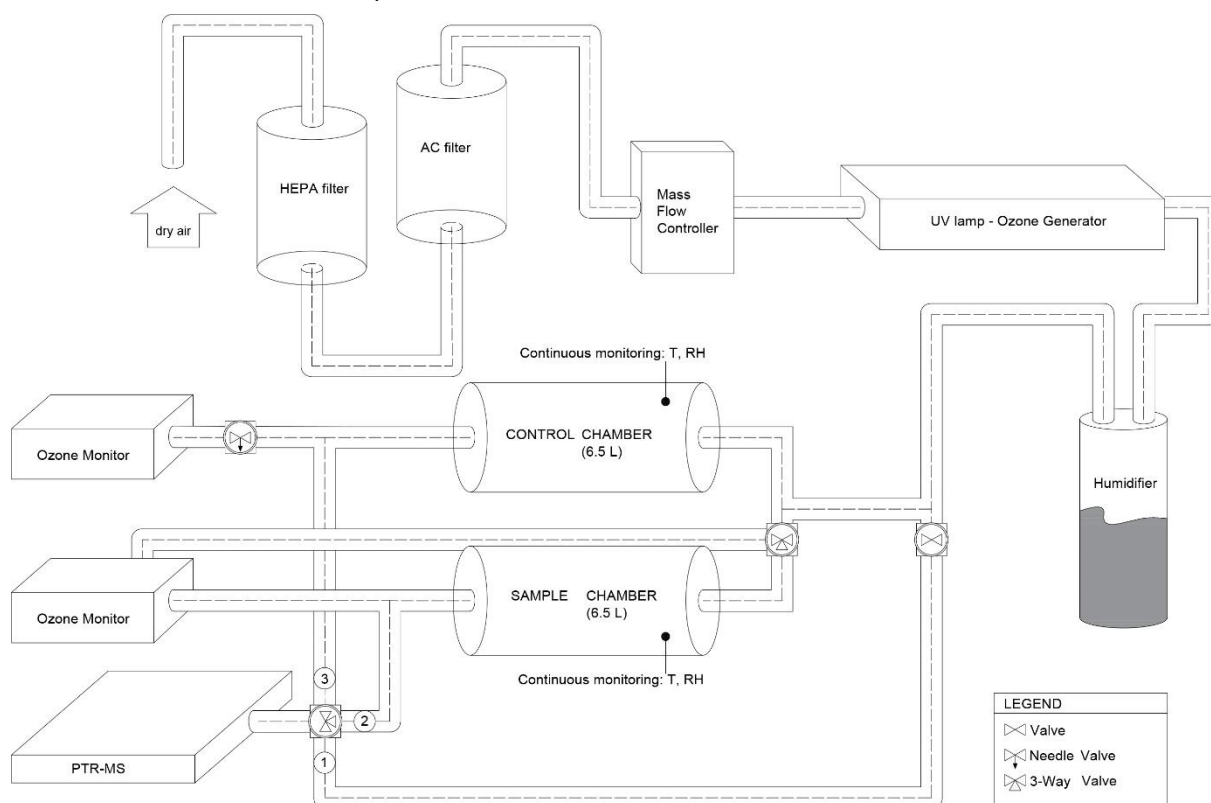 AC filter
HEPA filter
dry air
Mass
Flow
Controller
UV lamp - Ozone Generator
Continuous monitoring: T, RH
Ozone Monitor
CONTROL CHAMBER
(6.5 L)
Humidifier
Ozone Monitor
SAMPLE CHAMBER
(6.5 L)
Continuous monitoring: T, RH
3
2
1
PTR-MS
LEGEND
Valve
Needle Valve
3-Way Valve